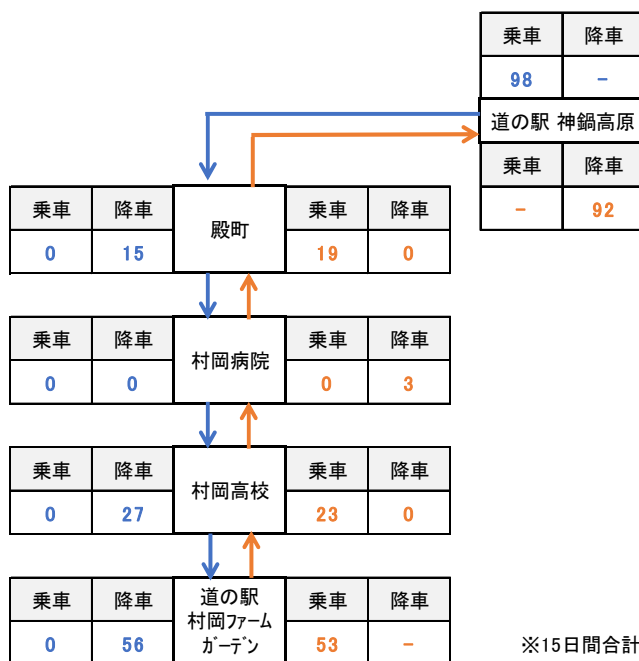 乗車 降車
98 -
道の駅 神鍋高原
乗車 降車
- 92
乗車 降車 殿町 乗車 降車
0 15 19 0
乗車 降車 村岡病院 乗車 降車
0 0 0 3
乗車 降車 村岡高校 乗車 降車
0 27 23 0
乗車 降車 道の駅 乗車 降車
村岡ファーム
0 56 ガーデン 53 -
※15日間合計